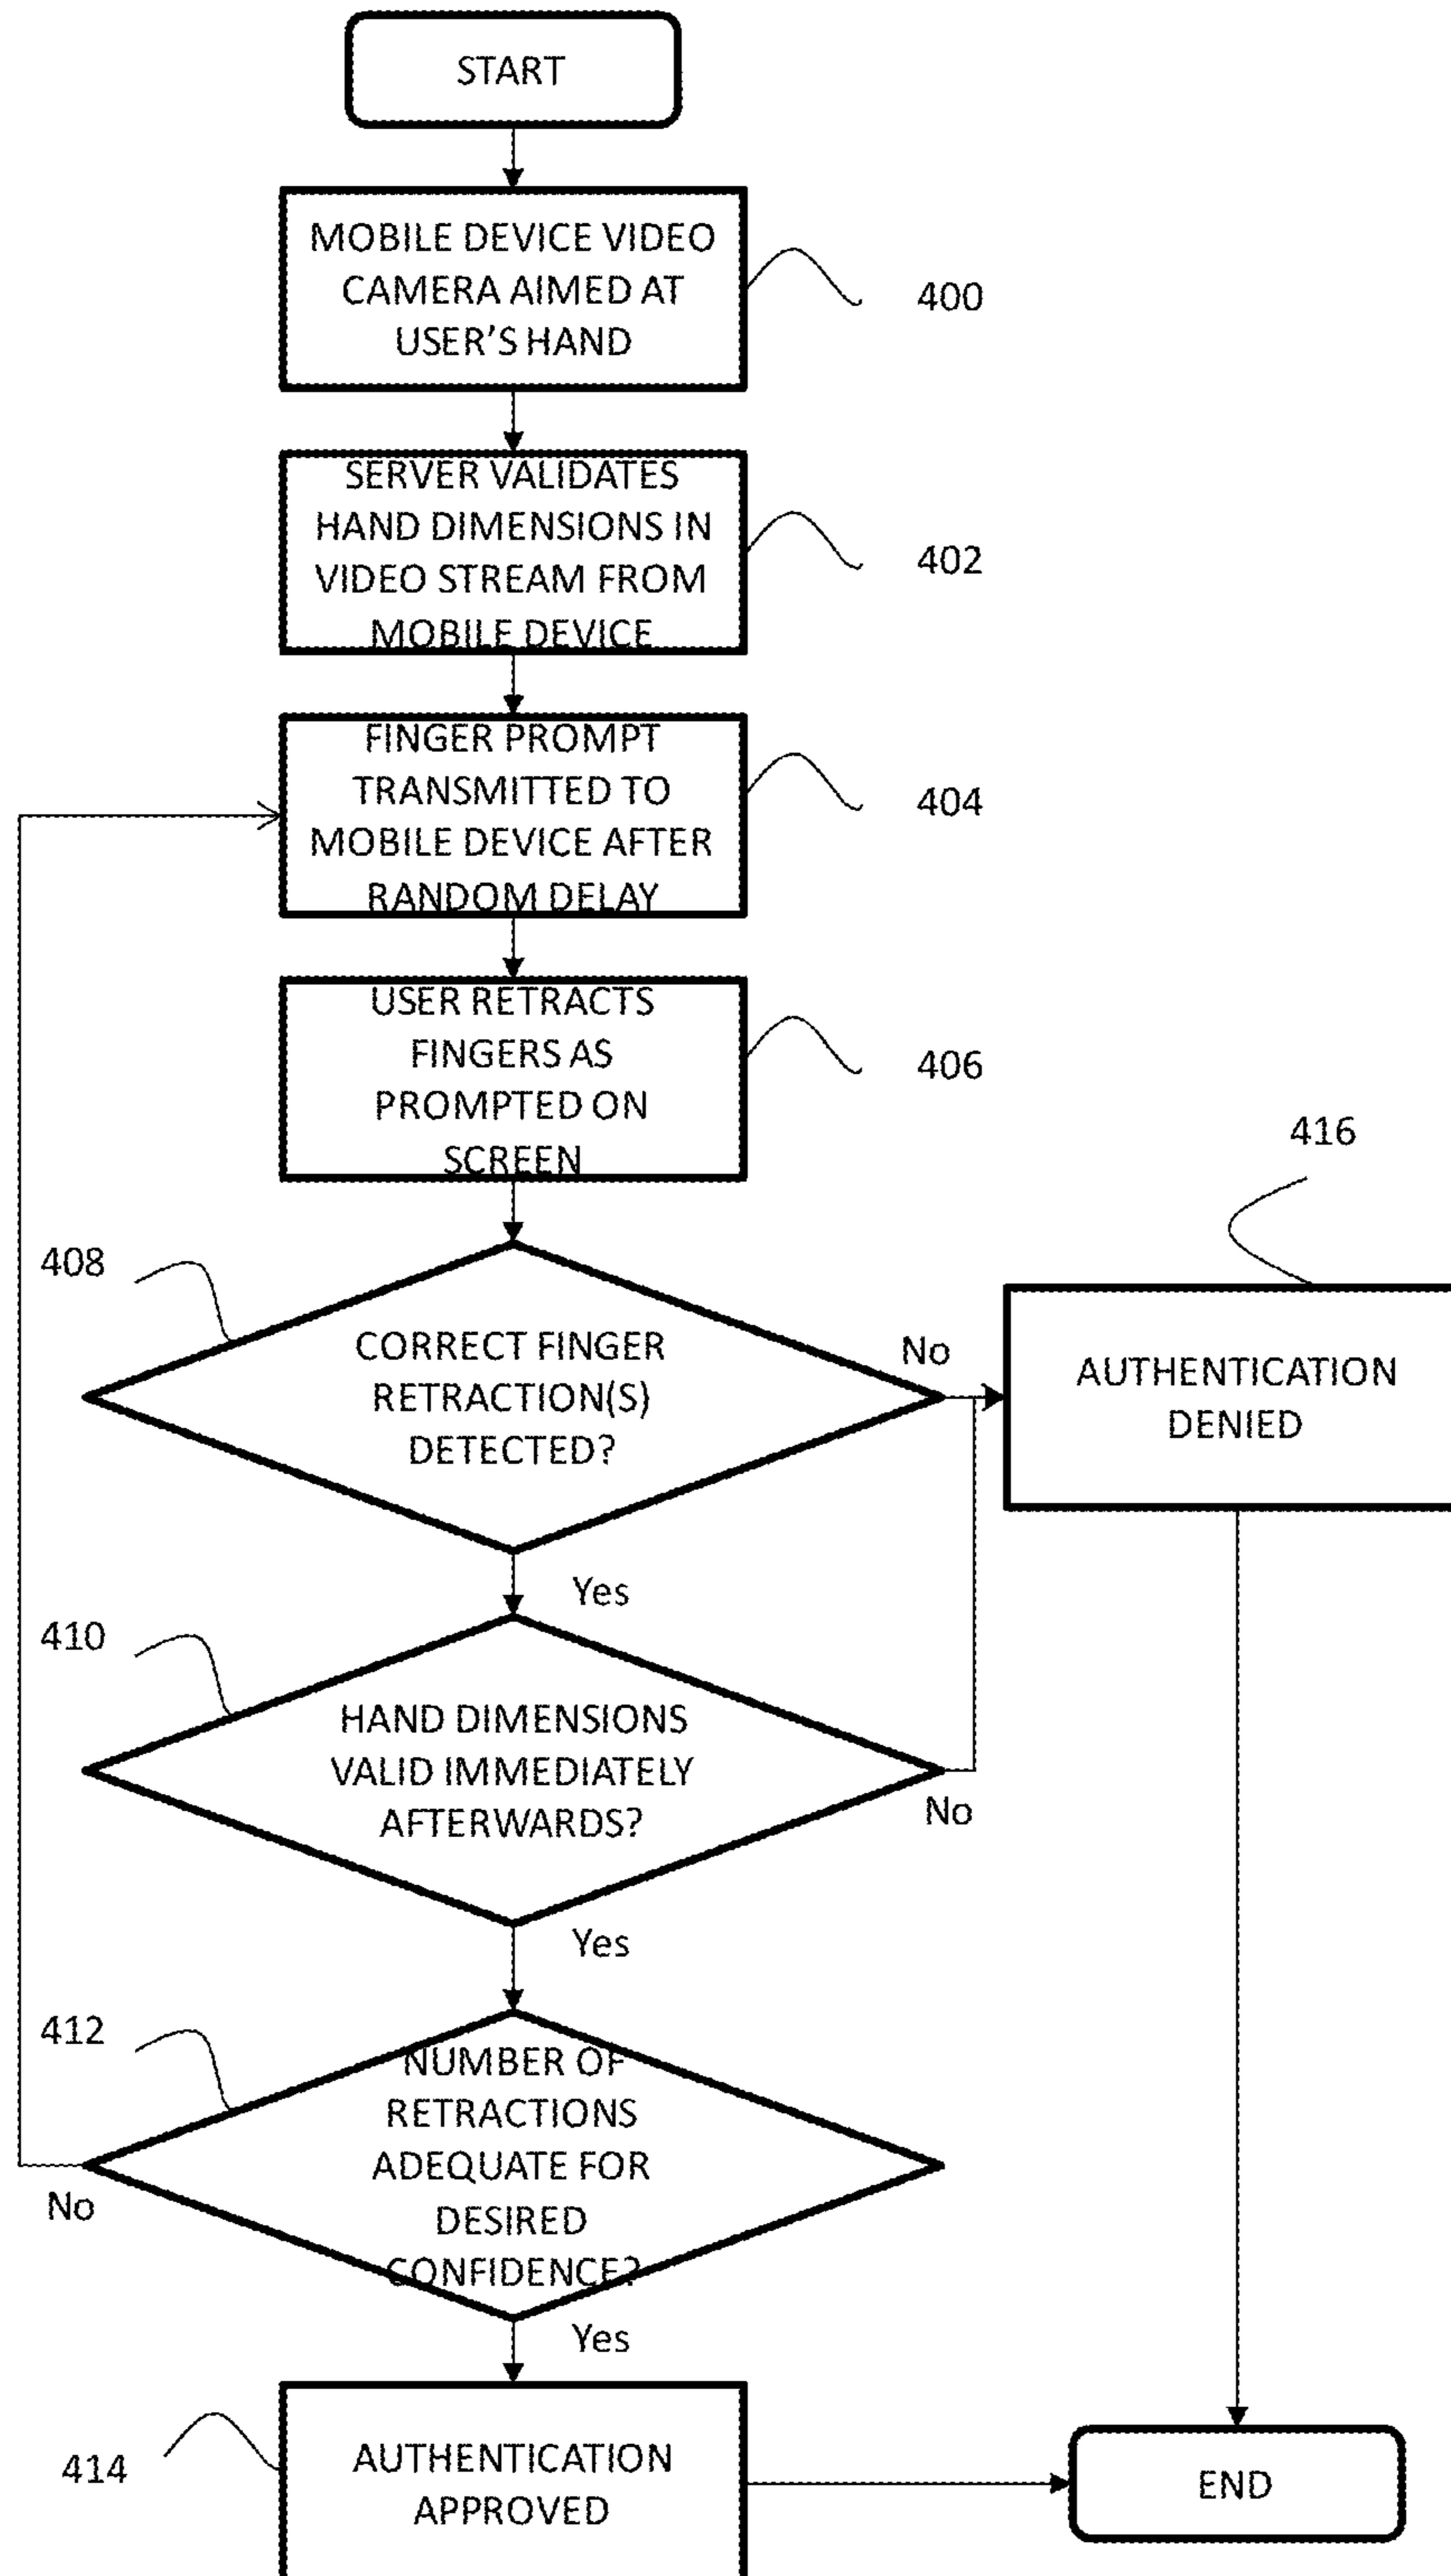 START
MOBILE DEVICE VIDEO
CAMERA AIMED AT
USER'S HAND
400
SERVER VALIDATES
HAND DIMENSIONS IN
VIDEO STREAM FROM
MOBILE DEVICE
402
FINGER PROMPT
TRANSMITTED TO
MOBILE DEVICE AFTER
RANDOM DELAY
404
USER RETRACTS
FINGERS AS
PROMPTED ON
SCREEN
406
416
408
CORRECT FINGER
RETRACTION(S)
DETECTED?
No
AUTHENTICATION
DENIED
Yes
410
HAND DIMENSIONS
VALID IMMEDIATELY
AFTERWARDS?
No
Yes
412
NUMBER OF
RETRACTIONS
ADEQUATE FOR
DESIRED
CONFIDENCE?
No
Yes
414
AUTHENTICATION
APPROVED
END